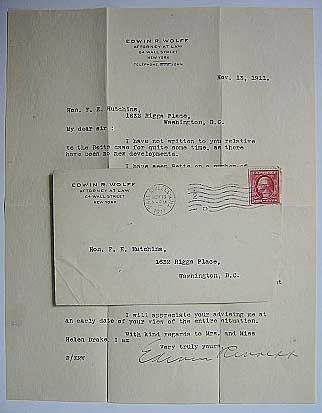 EDWIN R. WOLFF
ATTORNEY AT LAW
64 WALL STREET
NEW YORK
TELEPHONE JOHN
Nov. 13, 1911.
Hon. F. E. Hutchins,
1632 Riggs Place,
Washington, D.C.
My dear sir:
I have not written to you relative
to the Betts case for quite some time, as there
have been no new developments.
I have seen Betts on a number of
EDWIN R. WOLFF
ATTORNEY AT LAW
64 WALL STREET
NEW YORK
Hon. F. E. Hutchins,
1632 Riggs Place,
Washington, D.C.
I will appreciate your advising me at
an early date of your view of the entire situation.
With kind regards to Mrs. and Miss
Helen Drake, I am
Very truly yours,
Edwin R Wolff